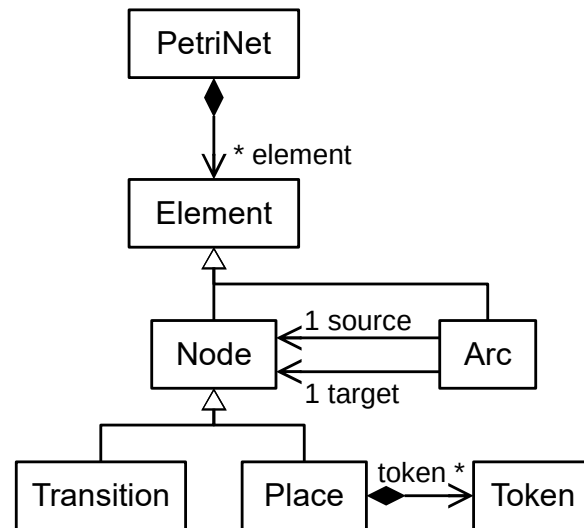 PetriNet
* element
Element
1 source
Node
Arc
1 target
token *
Transition
Place
Token